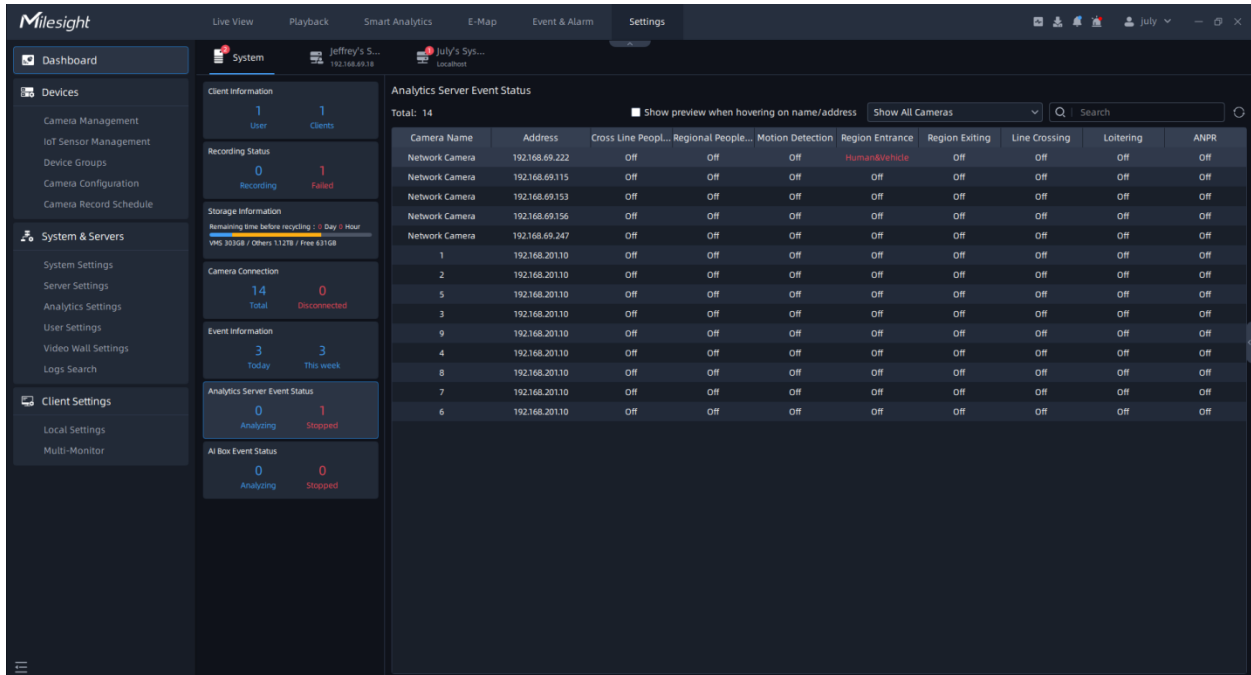 Milesight
Live View Playback Smart Analytics E-Map Event & Alarm Settings july
Dashboard
Devices
Camera Management
IoT Sensor Management
Device Groups
Camera Configuration
Camera Record Schedule
System & Servers
System Settings
Server Settings
Analytics Settings
User Settings
Video Wall Settings
Logs Search
Client Settings
Local Settings
Multi-Monitor
2 System
Jeffrey's S...
192.168.69.18
1 July's Sys...
Localhost
Client Information
1 1
User Clients
Recording Status
0 1
Recording Failed
Storage Information
Remaining time before recycling : 0 Day 0 Hour
VMS 303GB / Others 1.12TB / Free 631GB
Camera Connection
14 0
Total Disconnected
Event Information
3 3
Today This week
Analytics Server Event Status
0 1
Analyzing Stopped
AI Box Event Status
0 0
Analyzing Stopped
Analytics Server Event Status
Total: 14 Show preview when hovering on name/address Show All Cameras Search
Camera Name Address Cross Line Peopl... Regional People... Motion Detection Region Entrance Region Exiting Line Crossing Loitering ANPR
Network Camera 192.168.69.222 Off Off Off Human&Vehicle Off Off Off Off
Network Camera 192.168.69.115 Off Off Off Off Off Off Off Off
Network Camera 192.168.69.153 Off Off Off Off Off Off Off Off
Network Camera 192.168.69.156 Off Off Off Off Off Off Off Off
Network Camera 192.168.69.247 Off Off Off Off Off Off Off Off
1 192.168.201.10 Off Off Off Off Off Off Off Off
2 192.168.201.10 Off Off Off Off Off Off Off Off
5 192.168.201.10 Off Off Off Off Off Off Off Off
3 192.168.201.10 Off Off Off Off Off Off Off Off
9 192.168.201.10 Off Off Off Off Off Off Off Off
4 192.168.201.10 Off Off Off Off Off Off Off Off
8 192.168.201.10 Off Off Off Off Off Off Off Off
7 192.168.201.10 Off Off Off Off Off Off Off Off
6 192.168.201.10 Off Off Off Off Off Off Off Off